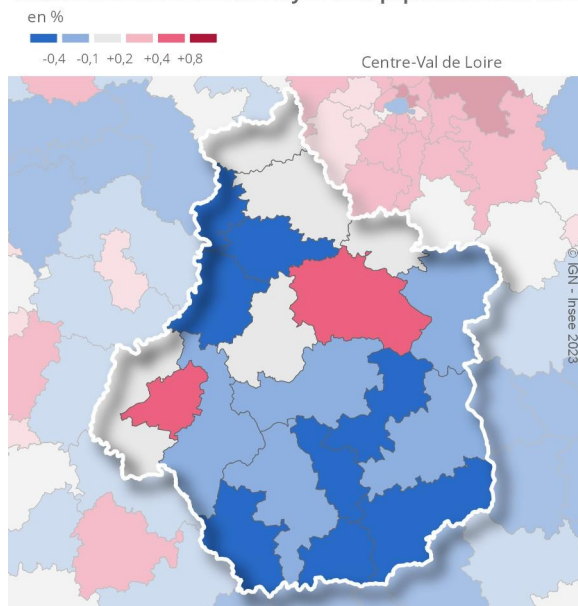 en %
-0,4 -0,1 +0,2 +0,4 +0,8
Centre-Val de Loire
© IGN - Insee 2023